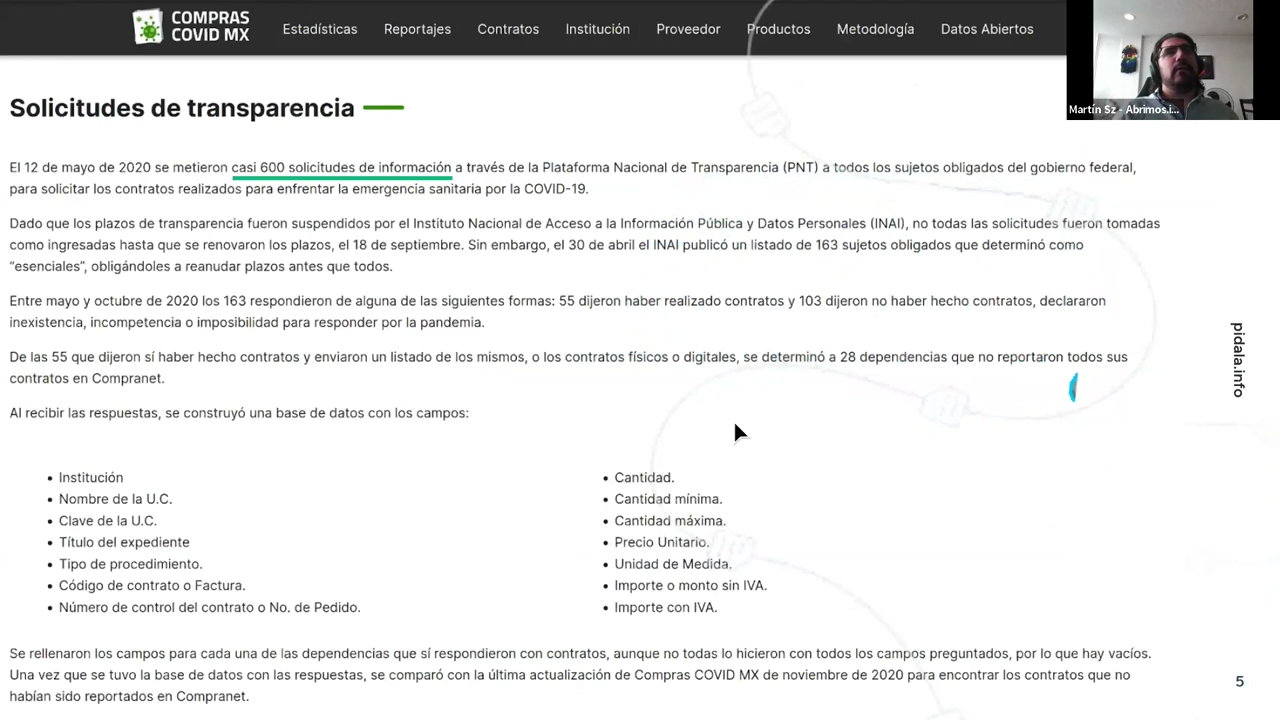 COMPRAS
COVID MX
Estadísticas
Reportajes
Contratos
Institución
Proveedor
Productos
Metodología
Datos Abiertos
Martín Sz - Abrimos.i...
Solicitudes de transparencia
El 12 de mayo de 2020 se metieron casi 600 solicitudes de información a través de la Plataforma Nacional de Transparencia (PNT) a todos los sujetos obligados del gobierno federal,
para solicitar los contratos realizados para enfrentar la emergencia sanitaria por la COVID-19.
Dado que los plazos de transparencia fueron suspendidos por el Instituto Nacional de Acceso a la Información Pública y Datos Personales (INAI), no todas las solicitudes fueron tomadas
como ingresadas hasta que se renovaron los plazos, el 18 de septiembre. Sin embargo, el 30 de abril el INAI publicó un listado de 163 sujetos obligados que determinó como
“esenciales”, obligándoles a reanudar plazos antes que todos.
Entre mayo y octubre de 2020 los 163 respondieron de alguna de las siguientes formas: 55 dijeron haber realizado contratos y 103 dijeron no haber hecho contratos, declararon
inexistencia, incompetencia o imposibilidad para responder por la pandemia.
De las 55 que dijeron sí haber hecho contratos y enviaron un listado de los mismos, o los contratos físicos o digitales, se determinó a 28 dependencias que no reportaron todos sus
contratos en Compranet.
Al recibir las respuestas, se construyó una base de datos con los campos:
• Institución
• Nombre de la U.C.
• Clave de la U.C.
• Título del expediente
• Tipo de procedimiento.
• Código de contrato o Factura.
• Número de control del contrato o No. de Pedido.
• Cantidad.
• Cantidad mínima.
• Cantidad máxima.
• Precio Unitario.
• Unidad de Medida.
• Importe o monto sin IVA.
• Importe con IVA.
Se rellenaron los campos para cada una de las dependencias que sí respondieron con contratos, aunque no todas lo hicieron con todos los campos preguntados, por lo que hay vacíos.
Una vez que se tuvo la base de datos con las respuestas, se comparó con la última actualización de Compras COVID MX de noviembre de 2020 para encontrar los contratos que no
habían sido reportados en Compranet.
pidala.info
5